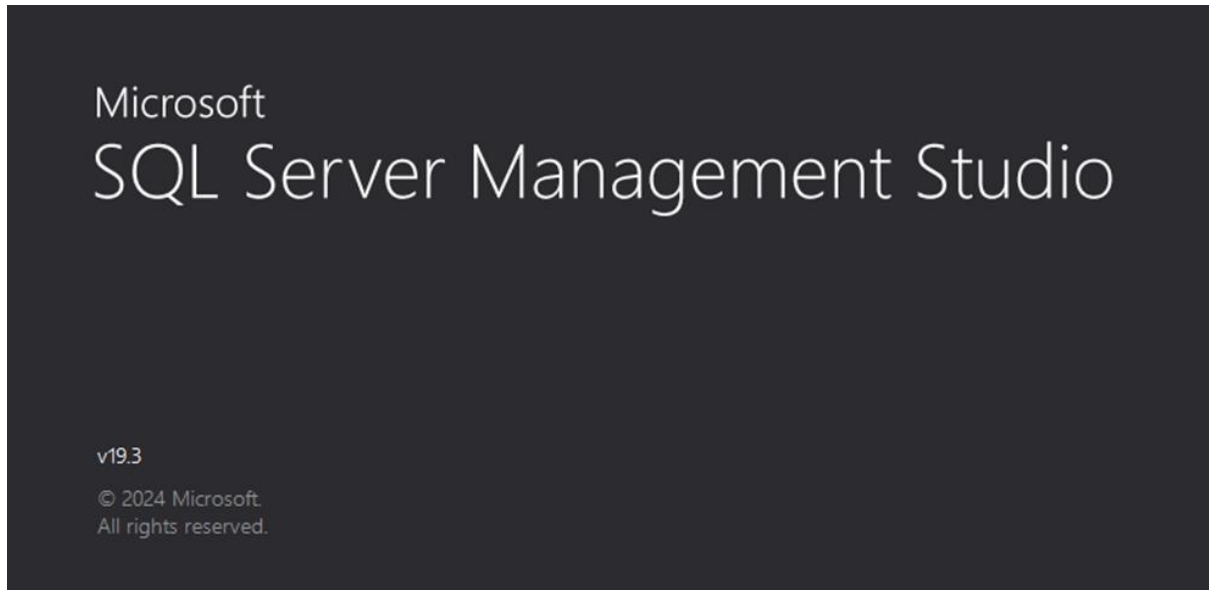 Microsoft
SQL Server Management Studio
v19.3
© 2024 Microsoft.
All rights reserved.